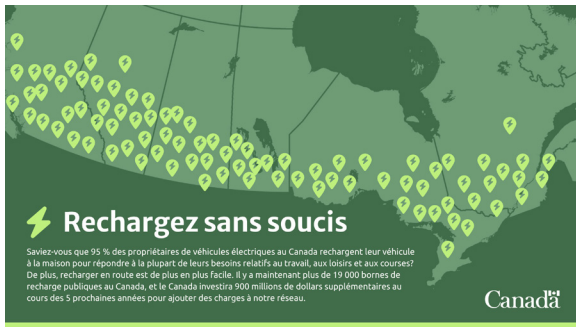 Rechargez sans soucis
Saviez-vous que 95 % des propriétaires de véhicules électriques au Canada rechargent leur véhicule
à la maison pour répondre à la plupart de leurs besoins relatifs au travail, aux loisirs et aux courses?
De plus, recharger en route est de plus en plus facile. Il y a maintenant plus de 19 000 bornes de
recharge publiques au Canada, et le Canada investira 900 millions de dollars supplémentaires au
cours des 5 prochaines années pour ajouter des charges à notre réseau.
Canada